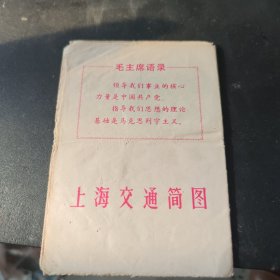 毛主席语录
领导我们事业的核心
力量是中国共产党。
指导我们思想的理论
基础是马克思列宁主义。
上海交通简图